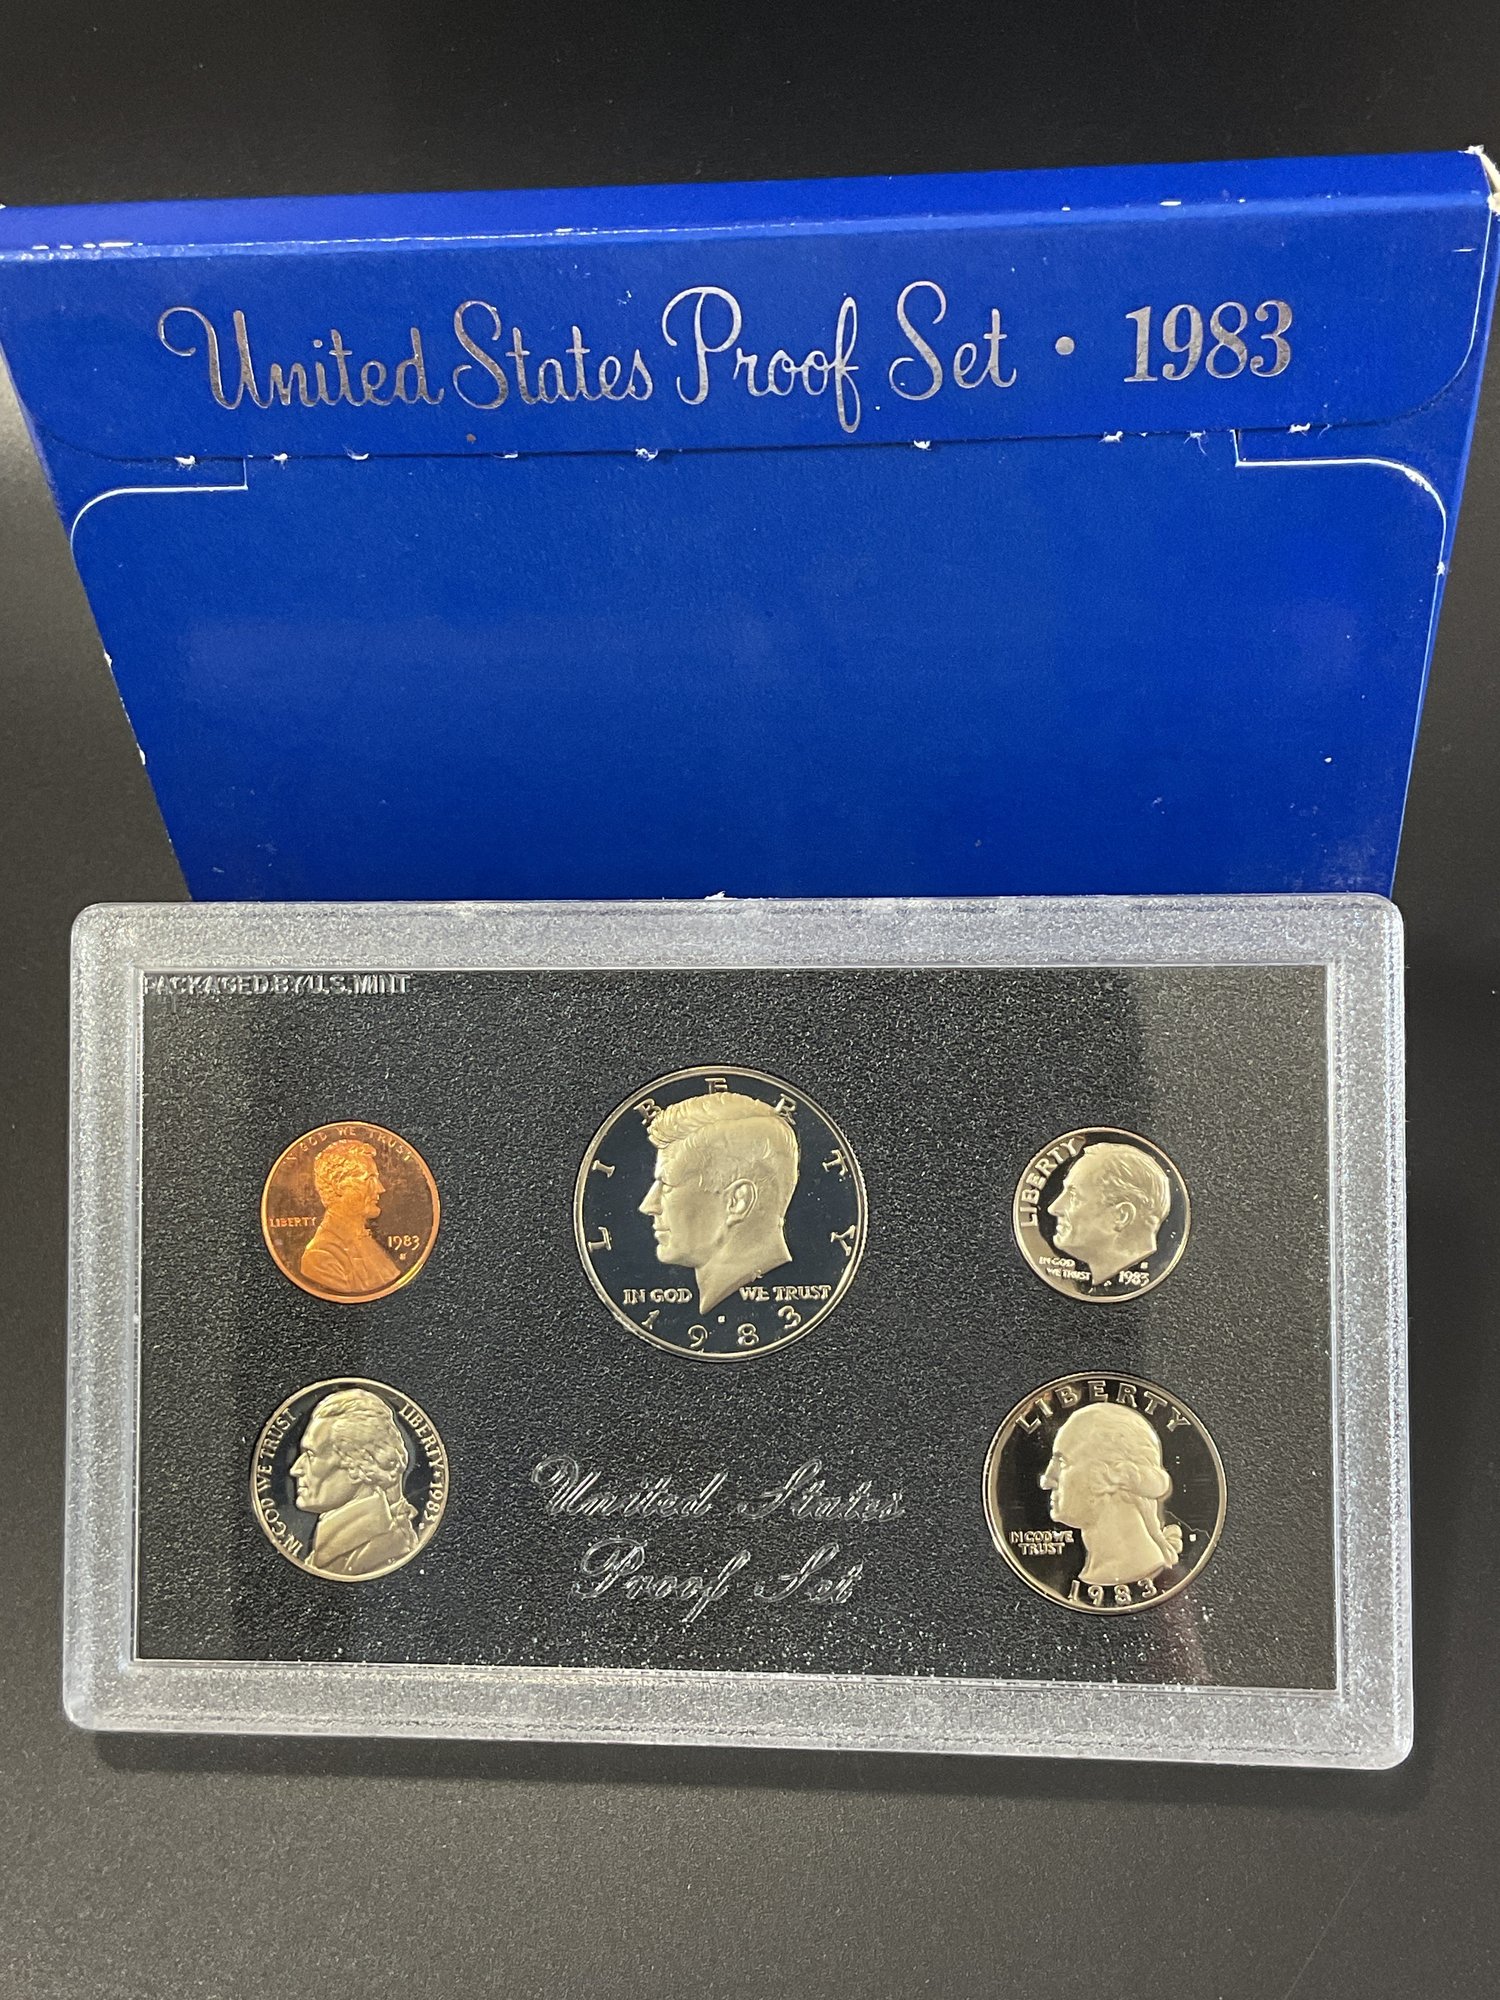 United States Proof Set • 1983
PACKAGED BY U.S. MINT
IN GOD WE TRUST
LIBERTY
1983
S
LIBERTY
IN GOD WE TRUST
S
1983
LIBERTY
IN GOD
WE TRUST
S
1983
IN GOD WE TRUST
LIBERTY • 1983
United States
Proof Set
LIBERTY
IN GOD WE
TRUST
S
1983